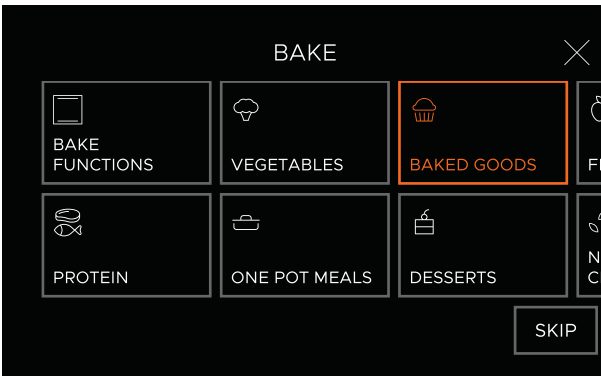 BAKE
BAKE
FUNCTIONS
VEGETABLES
BAKED GOODS
PROTEIN
ONE POT MEALS
DESSERTS
SKIP